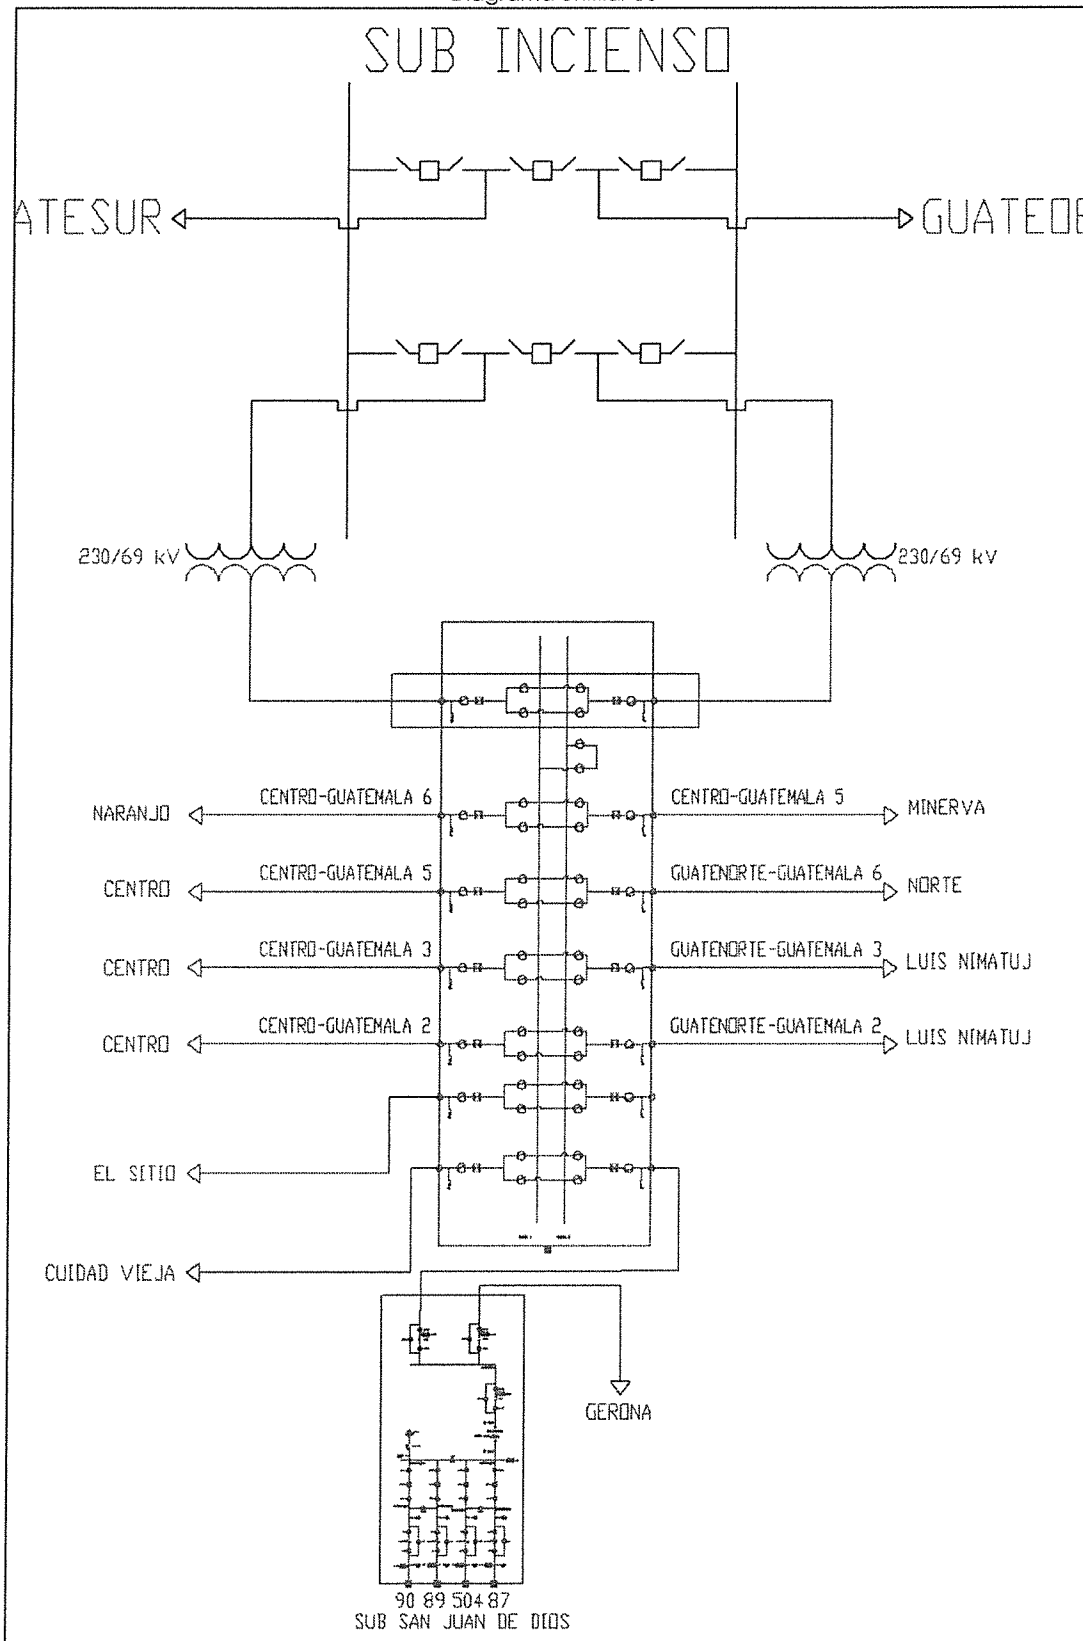 SUB INCIENSO
ATESUR
GUATEOE
230/69 kV
230/69 kV
NARANJO
CENTRO-GUATEMALA 6
CENTRO-GUATEMALA 5
MINERVA
CENTRO
CENTRO-GUATEMALA 5
GUATENORTE-GUATEMALA 6
NORTE
CENTRO
CENTRO-GUATEMALA 3
GUATENORTE-GUATEMALA 3
LUIS NIMATUJ
CENTRO
CENTRO-GUATEMALA 2
GUATENORTE-GUATEMALA 2
LUIS NIMATUJ
EL SITIO
CUIDAD VIEJA
GERONA
90 89 504 87
SUB SAN JUAN DE DIOS